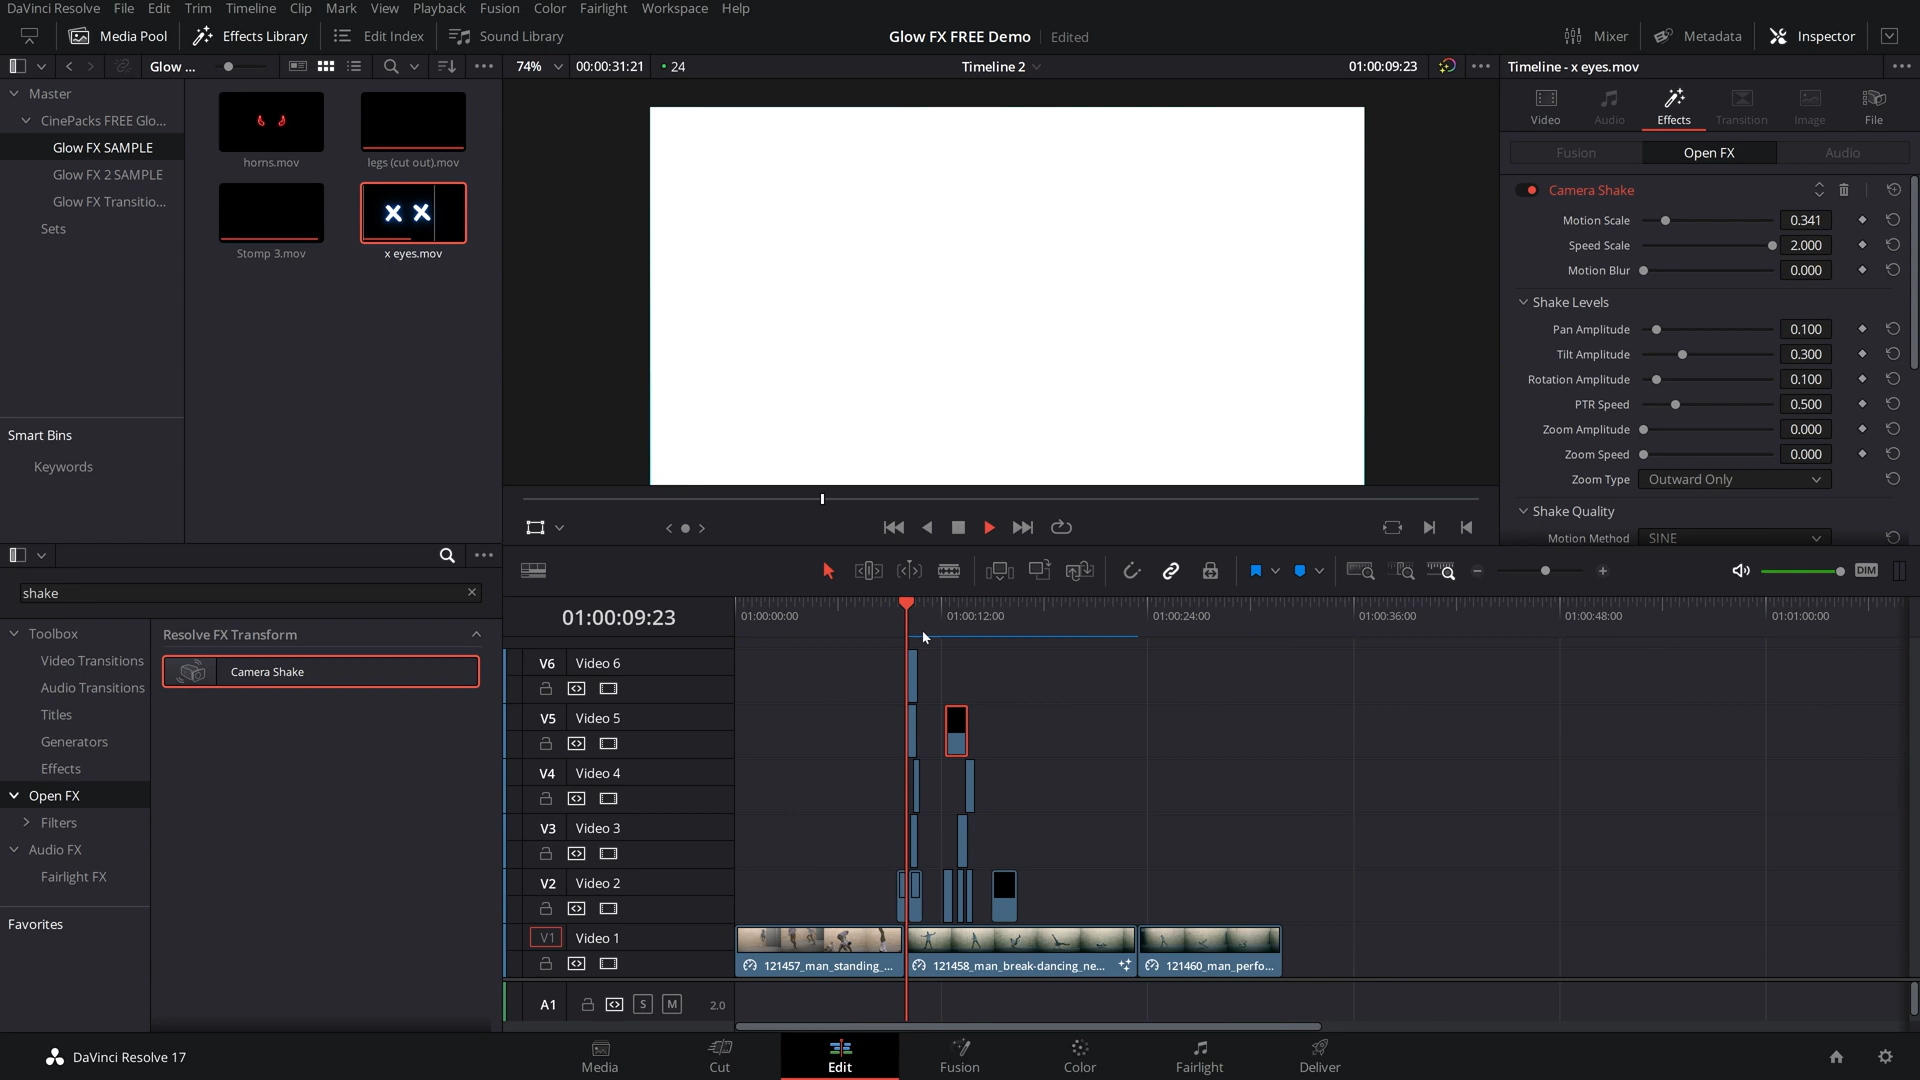 DaVinci Resolve File Edit Trim Timeline Clip Mark View Playback Fusion Color Fairlight Workspace Help
Media Pool Effects Library Edit Index Sound Library Glow FX FREE Demo Edited Mixer Metadata Inspector
Glow ... 74% 00:00:31:21 24 Timeline 2 01:00:09:23 Timeline - x eyes.mov
Master
CinePacks FREE Glo...
Glow FX SAMPLE
Glow FX 2 SAMPLE
Glow FX Transitio...
Sets
Smart Bins
Keywords
horns.mov legs (cut out).mov
Stomp 3.mov x eyes.mov
Video Audio Effects Transition Image File
Fusion Open FX Audio
Camera Shake
Motion Scale 0.341
Speed Scale 2.000
Motion Blur 0.000
Shake Levels
Pan Amplitude 0.100
Tilt Amplitude 0.300
Rotation Amplitude 0.100
PTR Speed 0.500
Zoom Amplitude 0.000
Zoom Speed 0.000
Zoom Type Outward Only
Shake Quality
Motion Method SINE
shake
Toolbox
Video Transitions
Audio Transitions
Titles
Generators
Effects
Open FX
Filters
Audio FX
Fairlight FX
Favorites
Resolve FX Transform
Camera Shake
DIM
01:00:09:23 01:00:00:00 01:00:12:00 01:00:24:00 01:00:36:00 01:00:48:00 01:01:00:00
V6 Video 6
V5 Video 5
V4 Video 4
V3 Video 3
V2 Video 2
V1 Video 1
121457_man_standing_... 121458_man_break-dancing_ne... 121460_man_perfo...
A1 S M 2.0
DaVinci Resolve 17 Media Cut Edit Fusion Color Fairlight Deliver